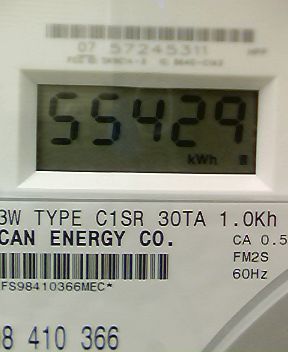 07 57245311
55429
kWh
3W TYPE C1SR 30TA 1.0Kh
CAN ENERGY CO.
CA 0.5
FM2S
60Hz
FS98410366MEC*
98 410 366